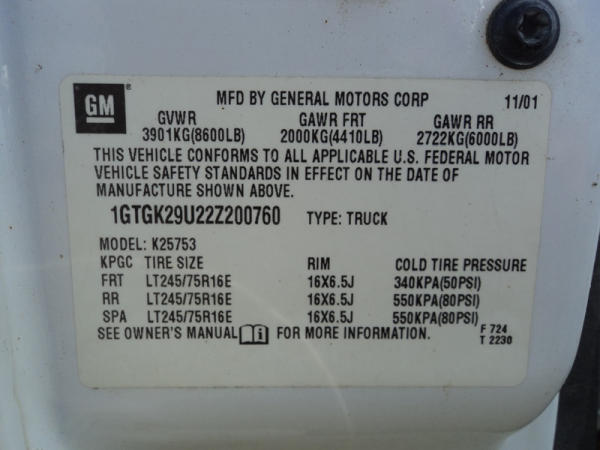 GM MFD BY GENERAL MOTORS CORP 11/01
GVWR GAWR FRT GAWR RR
3901KG(8600LB) 2000KG(4410LB) 2722KG(6000LB)
THIS VEHICLE CONFORMS TO ALL APPLICABLE U.S. FEDERAL MOTOR
VEHICLE SAFETY STANDARDS IN EFFECT ON THE DATE OF
MANUFACTURE SHOWN ABOVE.
1GTGK29U22Z200760 TYPE: TRUCK
MODEL: K25753
KPGC TIRE SIZE RIM COLD TIRE PRESSURE
FRT LT245/75R16E 16X6.5J 340KPA(50PSI)
RR LT245/75R16E 16X6.5J 550KPA(80PSI)
SPA LT245/75R16E 16X6.5J 550KPA(80PSI)
SEE OWNER'S MANUAL i FOR MORE INFORMATION. F 724
T 2230